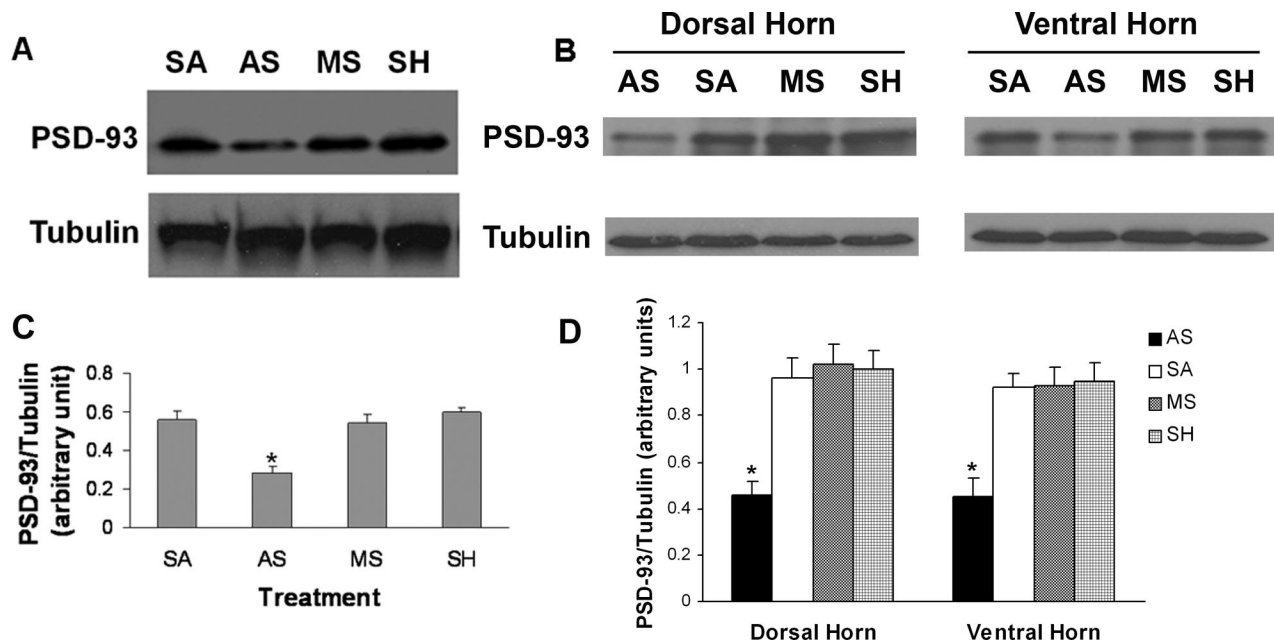 A
SA AS MS SH
PSD-93
Tubulin
B
Dorsal Horn Ventral Horn
AS SA MS SH SA AS MS SH
PSD-93
Tubulin
C
PSD-93/Tubulin
(arbitrary unit)
0.8
0.6
0.4
0.2
0
*
SA AS MS SH
Treatment
D
PSD-93/Tubulin (arbitrary units)
1.2
1
0.8
0.6
0.4
0.2
0
* *
Dorsal Horn Ventral Horn
AS
SA
MS
SH